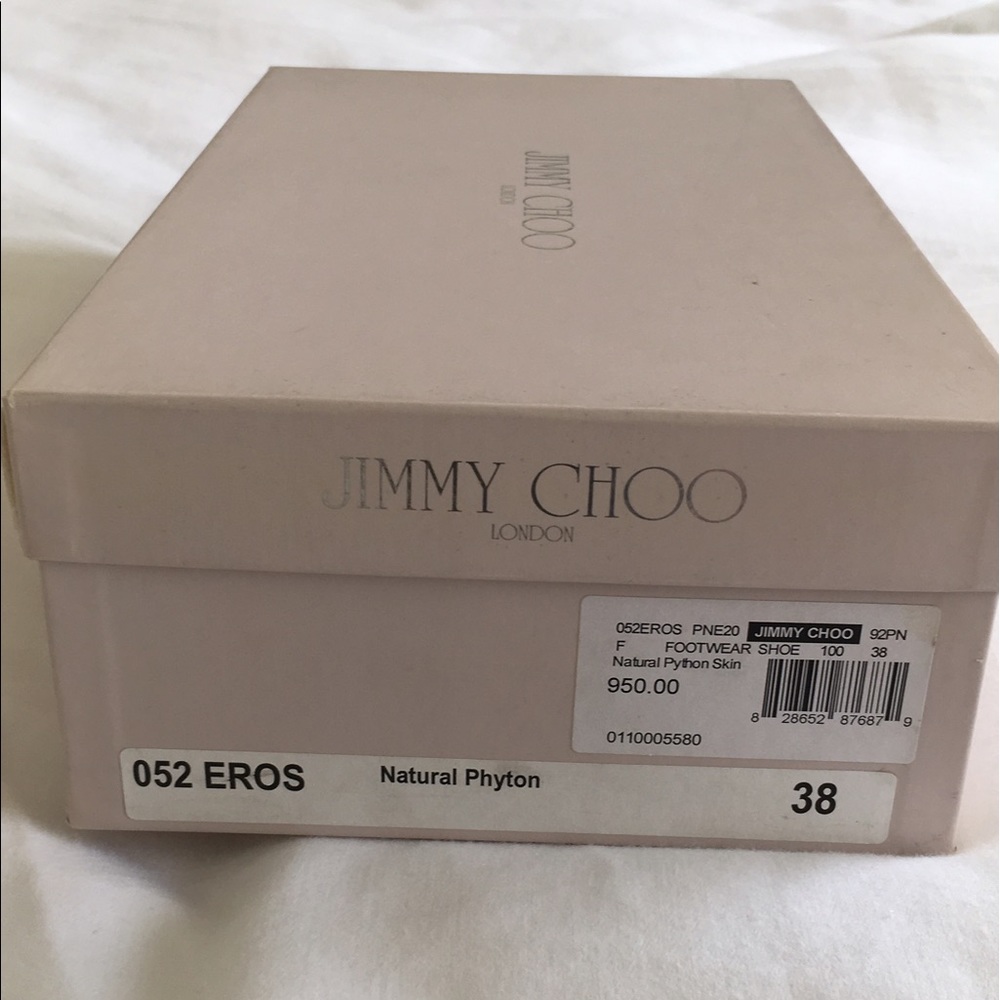 JIMMY CHOO
LONDON
JIMMY CHOO
LONDON
052EROS PNE20 JIMMY CHOO 92PN
F FOOTWEAR SHOE 100 38
Natural Python Skin
950.00
8 28652 87687 9
0110005580
052 EROS Natural Phyton 38